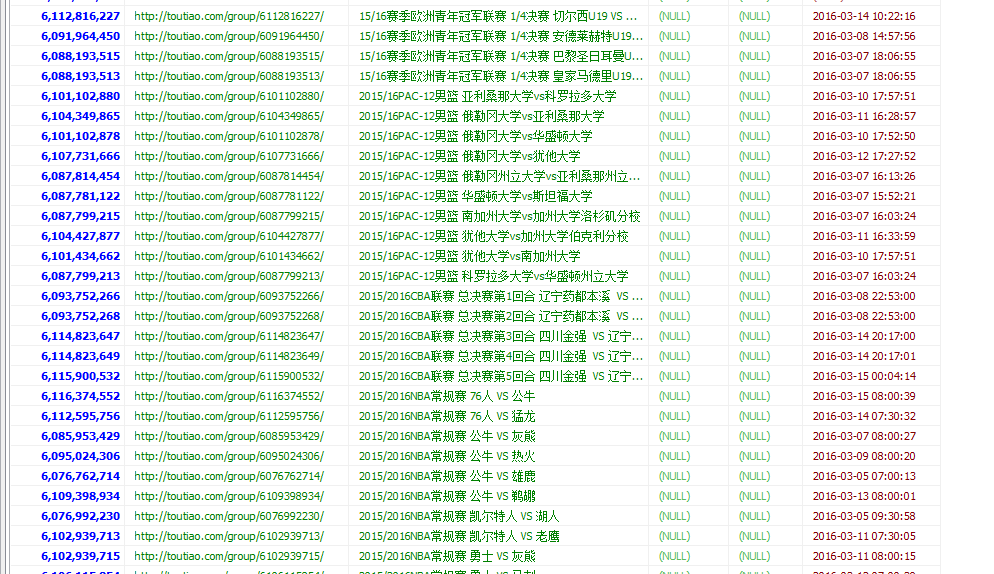 6,112,816,227 http://toutiao.com/group/6112816227/ 15/16赛季欧洲青年冠军联赛 1/4决赛 切尔西U19 VS ... (NULL) (NULL) 2016-03-14 10:22:16
6,091,964,450 http://toutiao.com/group/6091964450/ 15/16赛季欧洲青年冠军联赛 1/4决赛 安德莱赫特U19... (NULL) (NULL) 2016-03-08 14:57:56
6,088,193,515 http://toutiao.com/group/6088193515/ 15/16赛季欧洲青年冠军联赛 1/4决赛 巴黎圣日耳曼U... (NULL) (NULL) 2016-03-07 18:06:55
6,088,193,513 http://toutiao.com/group/6088193513/ 15/16赛季欧洲青年冠军联赛 1/4决赛 皇家马德里U19... (NULL) (NULL) 2016-03-07 18:06:55
6,101,102,880 http://toutiao.com/group/6101102880/ 2015/16PAC-12男篮 亚利桑那大学vs科罗拉多大学 (NULL) (NULL) 2016-03-10 17:57:51
6,104,349,865 http://toutiao.com/group/6104349865/ 2015/16PAC-12男篮 俄勒冈大学vs亚利桑那大学 (NULL) (NULL) 2016-03-11 16:28:57
6,101,102,878 http://toutiao.com/group/6101102878/ 2015/16PAC-12男篮 俄勒冈大学vs华盛顿大学 (NULL) (NULL) 2016-03-10 17:52:50
6,107,731,666 http://toutiao.com/group/6107731666/ 2015/16PAC-12男篮 俄勒冈大学vs犹他大学 (NULL) (NULL) 2016-03-12 17:27:52
6,087,814,454 http://toutiao.com/group/6087814454/ 2015/16PAC-12男篮 俄勒冈州立大学vs亚利桑那州立... (NULL) (NULL) 2016-03-07 16:13:26
6,087,781,122 http://toutiao.com/group/6087781122/ 2015/16PAC-12男篮 华盛顿大学vs斯坦福大学 (NULL) (NULL) 2016-03-07 15:52:21
6,087,799,215 http://toutiao.com/group/6087799215/ 2015/16PAC-12男篮 南加州大学vs加州大学洛杉矶分校 (NULL) (NULL) 2016-03-07 16:03:24
6,104,427,877 http://toutiao.com/group/6104427877/ 2015/16PAC-12男篮 犹他大学vs加州大学伯克利分校 (NULL) (NULL) 2016-03-11 16:33:59
6,101,434,662 http://toutiao.com/group/6101434662/ 2015/16PAC-12男篮 犹他大学vs南加州大学 (NULL) (NULL) 2016-03-10 17:57:51
6,087,799,213 http://toutiao.com/group/6087799213/ 2015/16PAC-12男篮 科罗拉多大学vs华盛顿州立大学 (NULL) (NULL) 2016-03-07 16:03:24
6,093,752,266 http://toutiao.com/group/6093752266/ 2015/2016CBA联赛 总决赛第1回合 辽宁药都本溪 VS ... (NULL) (NULL) 2016-03-08 22:53:00
6,093,752,268 http://toutiao.com/group/6093752268/ 2015/2016CBA联赛 总决赛第2回合 辽宁药都本溪 VS ... (NULL) (NULL) 2016-03-08 22:53:00
6,114,823,647 http://toutiao.com/group/6114823647/ 2015/2016CBA联赛 总决赛第3回合 四川金强 VS 辽宁... (NULL) (NULL) 2016-03-14 20:17:00
6,114,823,649 http://toutiao.com/group/6114823649/ 2015/2016CBA联赛 总决赛第4回合 四川金强 VS 辽宁... (NULL) (NULL) 2016-03-14 20:17:01
6,115,900,532 http://toutiao.com/group/6115900532/ 2015/2016CBA联赛 总决赛第5回合 四川金强 VS 辽宁... (NULL) (NULL) 2016-03-15 00:04:14
6,116,374,552 http://toutiao.com/group/6116374552/ 2015/2016NBA常规赛 76人 VS 公牛 (NULL) (NULL) 2016-03-15 08:00:39
6,112,595,756 http://toutiao.com/group/6112595756/ 2015/2016NBA常规赛 76人 VS 猛龙 (NULL) (NULL) 2016-03-14 07:30:32
6,085,953,429 http://toutiao.com/group/6085953429/ 2015/2016NBA常规赛 公牛 VS 灰熊 (NULL) (NULL) 2016-03-07 08:00:27
6,095,024,306 http://toutiao.com/group/6095024306/ 2015/2016NBA常规赛 公牛 VS 热火 (NULL) (NULL) 2016-03-09 08:00:20
6,076,762,714 http://toutiao.com/group/6076762714/ 2015/2016NBA常规赛 公牛 VS 雄鹿 (NULL) (NULL) 2016-03-05 07:00:13
6,109,398,934 http://toutiao.com/group/6109398934/ 2015/2016NBA常规赛 公牛 VS 鹈鹕 (NULL) (NULL) 2016-03-13 08:00:01
6,076,992,230 http://toutiao.com/group/6076992230/ 2015/2016NBA常规赛 凯尔特人 VS 湖人 (NULL) (NULL) 2016-03-05 09:30:58
6,102,939,713 http://toutiao.com/group/6102939713/ 2015/2016NBA常规赛 凯尔特人 VS 老鹰 (NULL) (NULL) 2016-03-11 07:30:05
6,102,939,715 http://toutiao.com/group/6102939715/ 2015/2016NBA常规赛 勇士 VS 灰熊 (NULL) (NULL) 2016-03-11 08:00:15